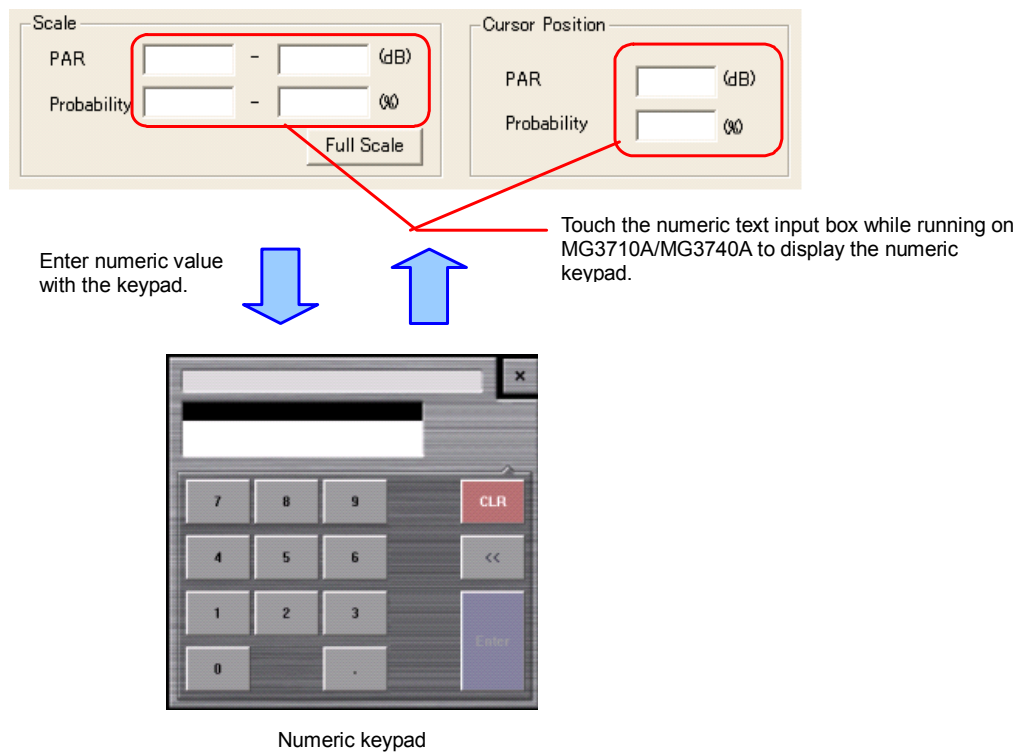 Scale
PAR - (dB)
Probability - (%)
Full Scale
Cursor Position
PAR (dB)
Probability (%)
Touch the numeric text input box while running on
MG3710A/MG3740A to display the numeric
keypad.
Enter numeric value
with the keypad.
×
7 8 9 CLR
4 5 6 <<
1 2 3
Enter
0 .
Numeric keypad